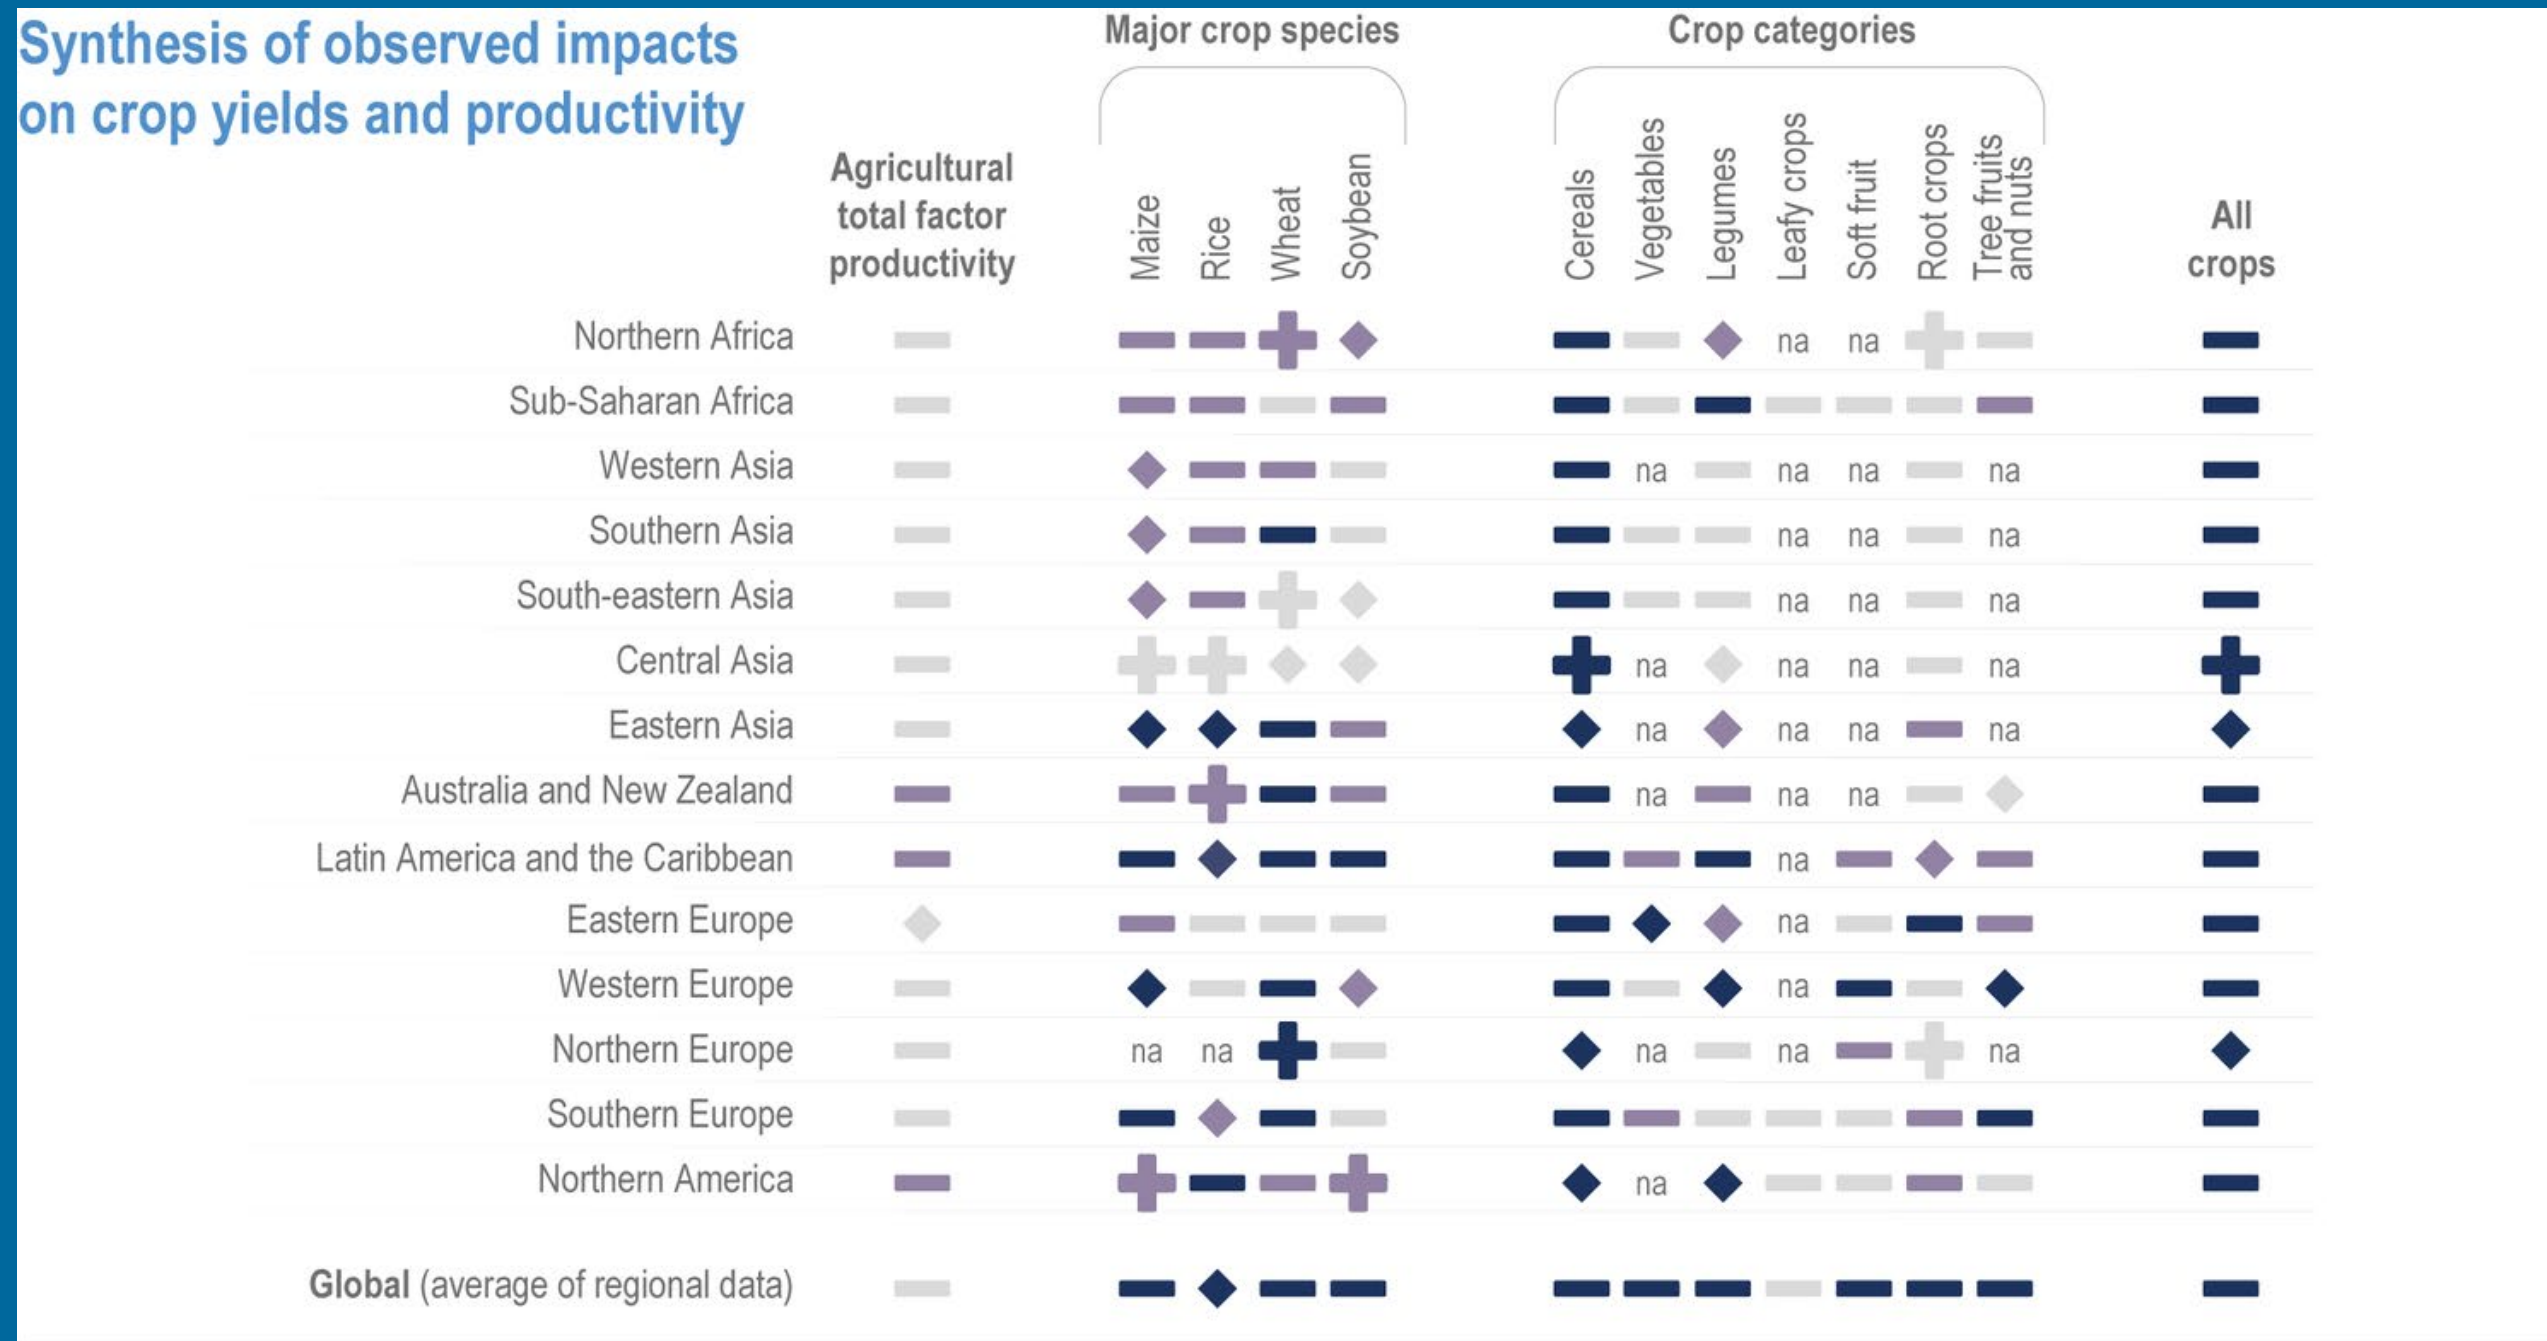 Synthesis of observed impacts
on crop yields and productivity
Major crop species
Crop categories
Agricultural
total factor
productivity
Maize
Rice
Wheat
Soybean
Cereals
Vegetables
Legumes
Leafy crops
Soft fruit
Root crops
Tree fruits
and nuts
All
crops
Northern Africa na na
Sub-Saharan Africa
Western Asia na na na na
Southern Asia na na na
South-eastern Asia na na na
Central Asia na na na na
Eastern Asia na na na na
Australia and New Zealand na na na
Latin America and the Caribbean na
Eastern Europe na
Western Europe na
Northern Europe na na na na na
Southern Europe
Northern America na
Global (average of regional data)